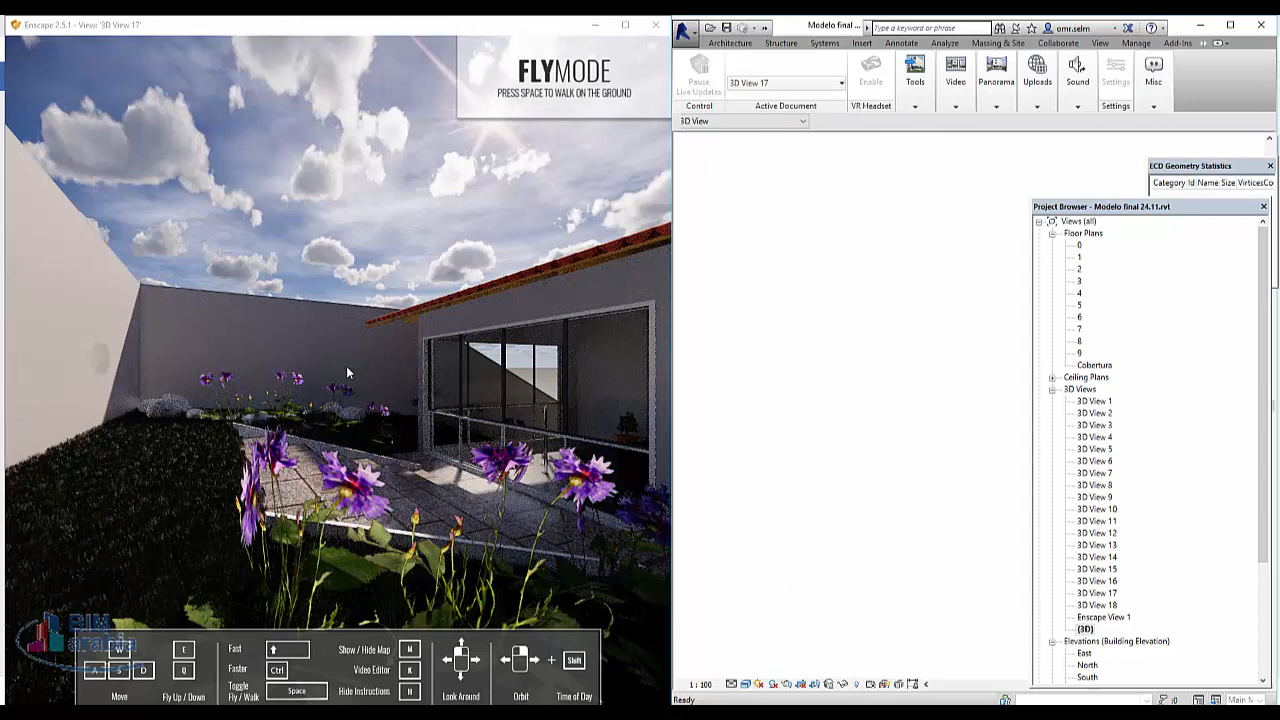 Enscape 2.5.1 - View: '3D View 17'
FLYMODE
PRESS SPACE TO WALK ON THE GROUND
BIM
arabia
W
E
A
S
D
Q
Move
Fly Up / Down
Fast
Faster
Ctrl
Toggle
Fly / Walk
Space
Show / Hide Map
M
Video Editor
K
Hide Instructions
H
Look Around
+
Shift
Orbit
Time of Day
Modelo final ...
Type a keyword or phrase
omr.selm
Architecture
Structure
Systems
Insert
Annotate
Analyze
Massing & Site
Collaborate
View
Manage
Add-Ins
Pause
Live Updates
3D View 17
Enable
Tools
Video
Panorama
Uploads
Sound
Settings
Misc
Control
Active Document
VR Headset
Settings
3D View
ECO Geometry Statistics
Category Id Name Size VirticesCo
Project Browser - Modelo final 24.11.rvt
Views (all)
Floor Plans
0
1
2
3
4
5
6
7
8
9
Cobertura
Ceiling Plans
3D Views
3D View 1
3D View 2
3D View 3
3D View 4
3D View 5
3D View 6
3D View 7
3D View 8
3D View 9
3D View 10
3D View 11
3D View 12
3D View 13
3D View 14
3D View 15
3D View 16
3D View 17
3D View 18
Enscape View 1
{3D}
Elevations (Building Elevation)
East
North
South
1 : 100
Ready
:0
Main M